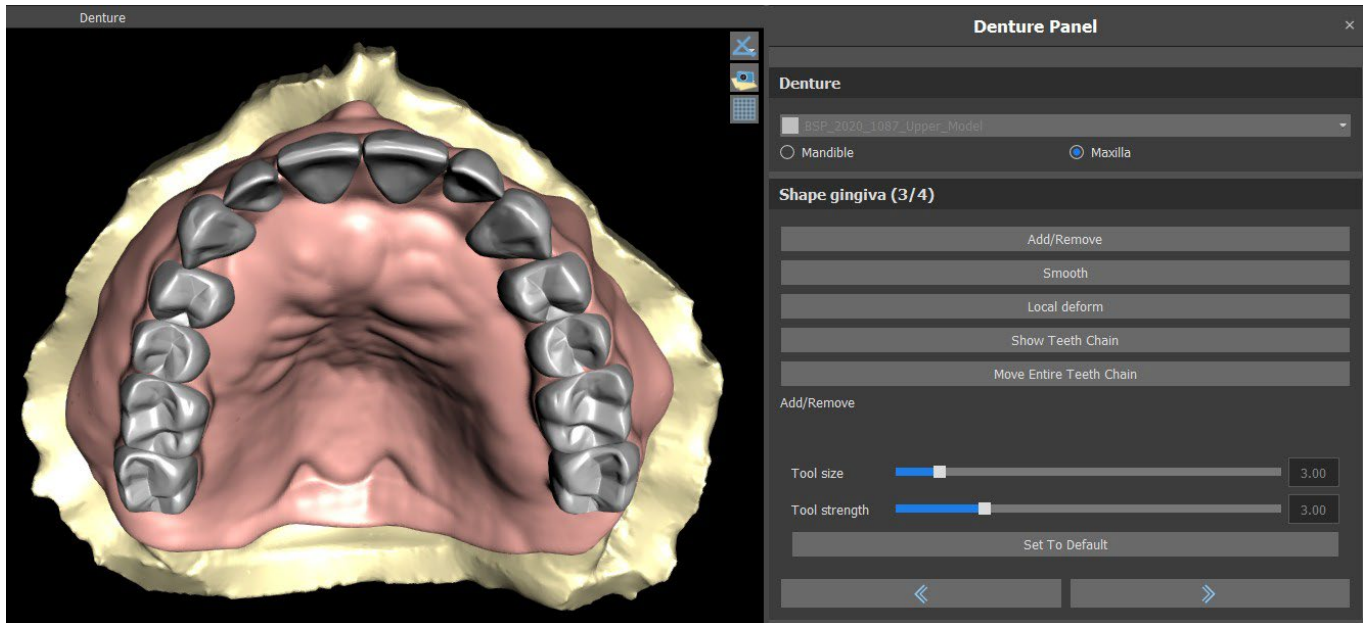 Denture
Denture Panel ×
Denture
BSP_2020_1087_Upper_Model
Mandible Maxilla
Shape gingiva (3/4)
Add/Remove
Smooth
Local deform
Show Teeth Chain
Move Entire Teeth Chain
Add/Remove
Tool size 3.00
Tool strength 3.00
Set To Default